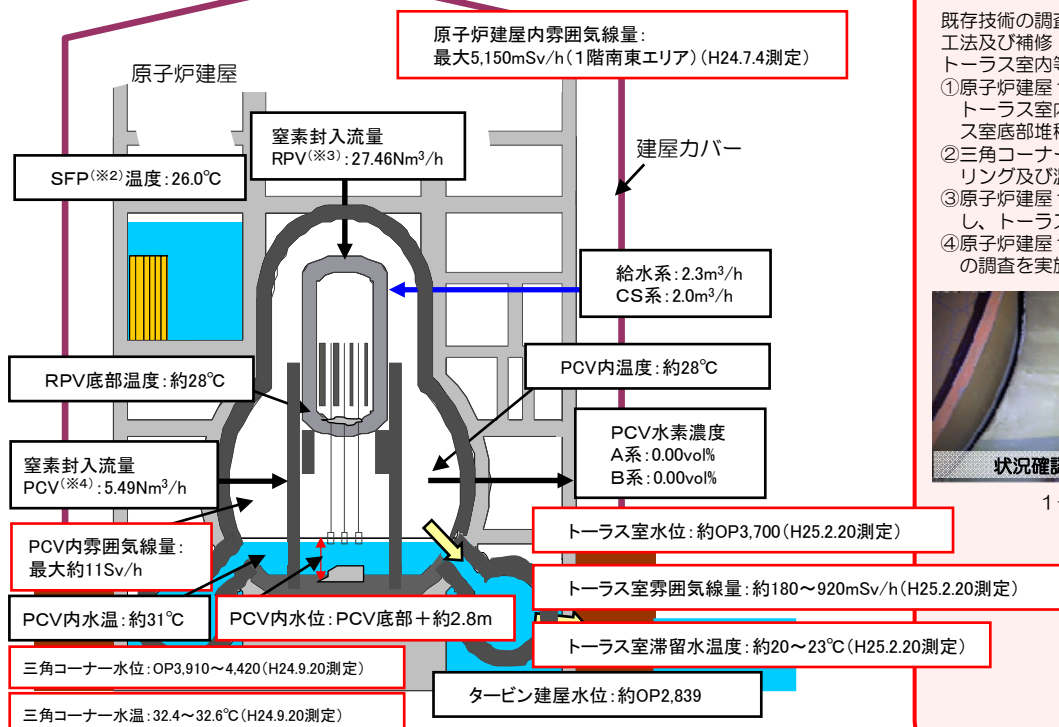 原子炉建屋内雰囲気線量:
最大5,150mSv/h(1階南東エリア)(H24.7.4測定)
原子炉建屋
窒素封入流量
RPV(※3):27.46Nm³/h
建屋カバー
SFP(※2)温度:26.0℃
給水系:2.3m³/h
CS系:2.0m³/h
RPV底部温度:約28℃
PCV内温度:約28℃
PCV水素濃度
A系:0.00vol%
B系:0.00vol%
窒素封入流量
PCV(※4):5.49Nm³/h
PCV内雰囲気線量:
最大約11Sv/h
トーラス室水位:約OP3,700(H25.2.20測定)
トーラス室雰囲気線量:約180～920mSv/h(H25.2.20測定)
PCV内水温:約31℃
PCV内水位:PCV底部＋約2.8m
トーラス室滞留水温度:約20～23℃(H25.2.20測定)
三角コーナー水位:OP3,910～4,420(H24.9.20測定)
タービン建屋水位:約OP2,839
三角コーナー水温:32.4～32.6℃(H24.9.20測定)
既存技術の調査
工法及び補修
トーラス室内等
①原子炉建屋1
トーラス室内
ス室底部堆積
②三角コーナー
リング及び
③原子炉建屋1
し、トーラス
④原子炉建屋1
の調査を実施
状況確認